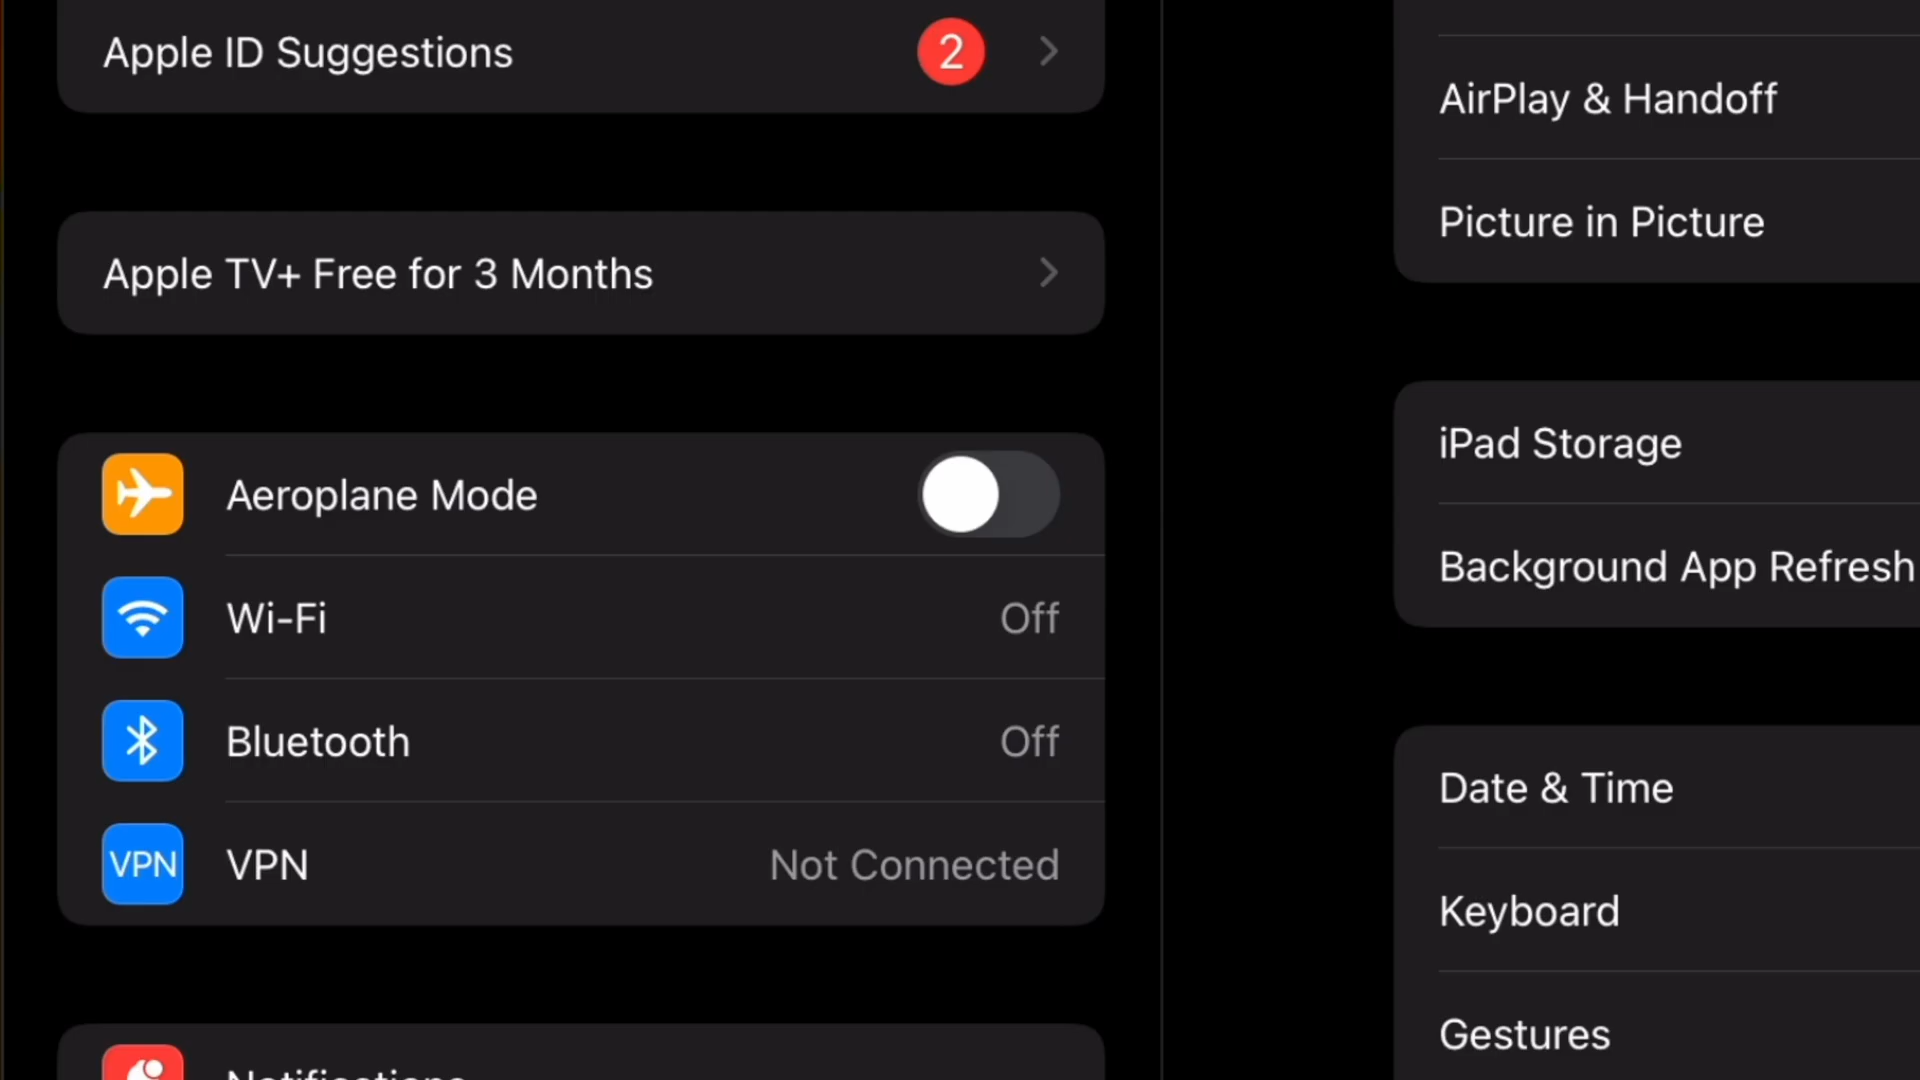 Apple ID Suggestions
2
Apple TV+ Free for 3 Months
Aeroplane Mode
Wi-Fi
Off
Bluetooth
Off
VPN
VPN
Not Connected
Notifications
AirPlay & Handoff
Picture in Picture
iPad Storage
Background App Refresh
Date & Time
Keyboard
Gestures